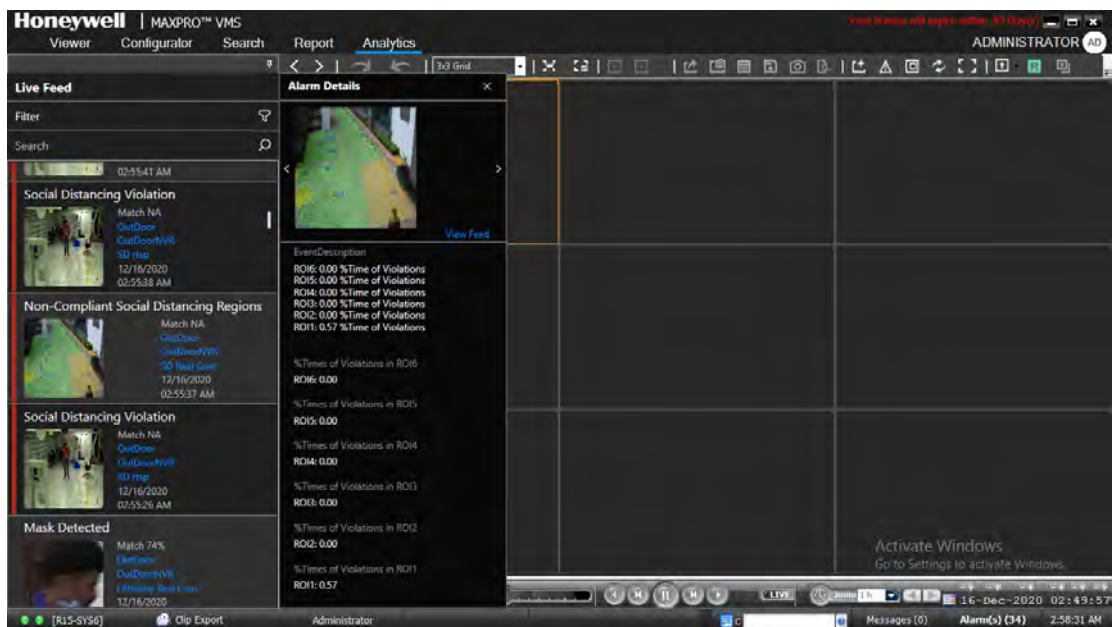 Honeywell | MAXPRO™ VMS
Viewer Configurator Search Report Analytics
ADMINISTRATOR AD
3x3 Grid
Live Feed
Filter
Search
02:55:41 AM
Social Distancing Violation
Match NA
OutDoor
OutDoorNVR
SD rtsp
12/16/2020
02:55:38 AM
Non-Compliant Social Distancing Regions
Match NA
OutDoor
OutDoorNVR
12/16/2020
02:55:37 AM
Social Distancing Violation
Match NA
OutDoor
OutDoorNVR
SD rtsp
12/16/2020
02:55:26 AM
Mask Detected
Match 74%
OutDoor
OutDoorNVR
12/16/2020
Alarm Details
View Feed
EventDescription
ROI6: 0.00 %Time of Violations
ROI5: 0.00 %Time of Violations
ROI4: 0.00 %Time of Violations
ROI3: 0.00 %Time of Violations
ROI2: 0.00 %Time of Violations
ROI1: 0.57 %Time of Violations
%Times of Violations in ROI6
ROI6: 0.00
%Times of Violations in ROI5
ROI5: 0.00
%Times of Violations in ROI4
ROI4: 0.00
%Times of Violations in ROI3
ROI3: 0.00
%Times of Violations in ROI2
ROI2: 0.00
%Times of Violations in ROI1
ROI1: 0.57
Activate Windows
Go to Settings to activate Windows.
LIVE 1 h
16-Dec-2020 02:49:57
[R15-SYS6] Clip Export Administrator C Messages (0) Alarm(s) (34) 2:58:31 AM